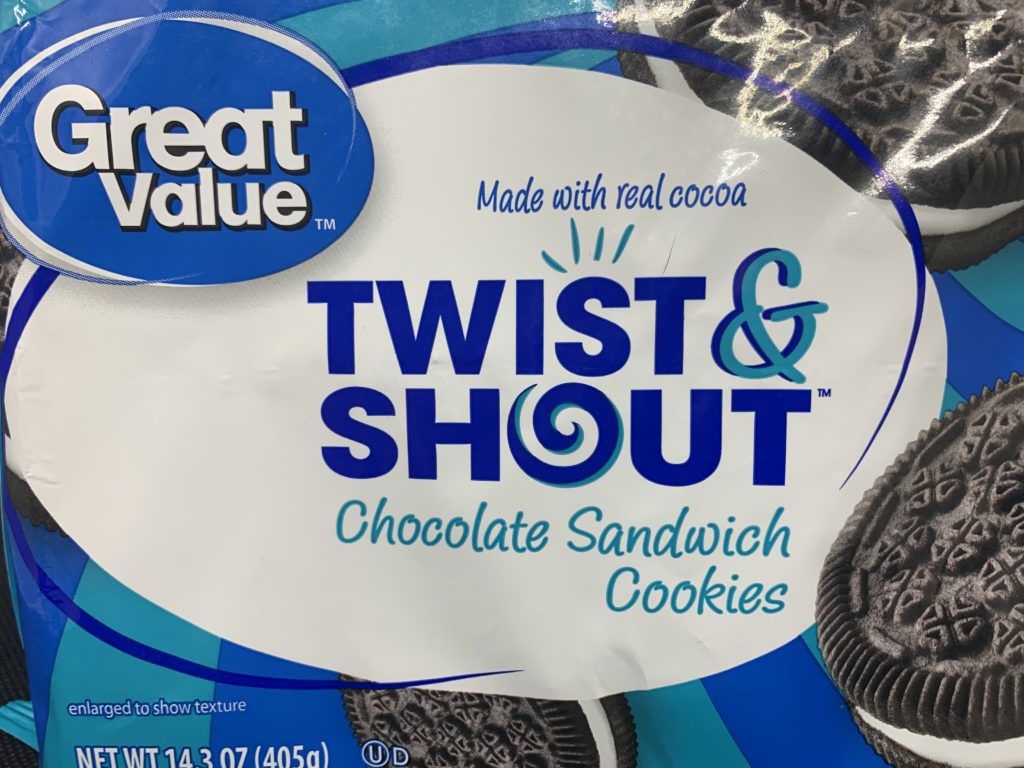 Great
Value™
Made with real cocoa
TWIST &
SHOUT™
Chocolate Sandwich
Cookies
enlarged to show texture
NET WT 14.3 OZ (405g)
U D